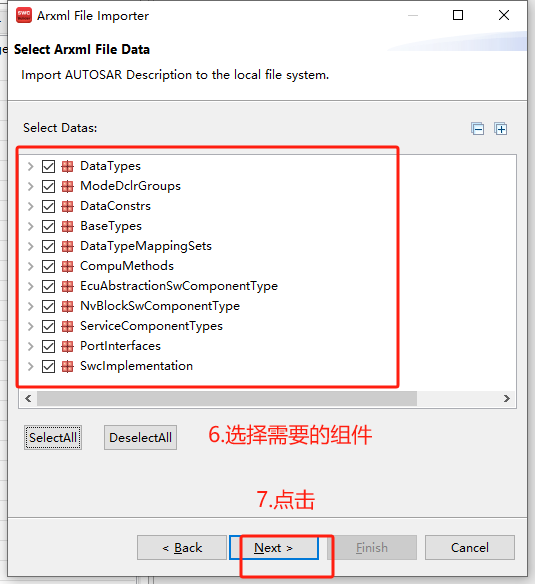 SWC
Arxml File Importer
Select Arxml File Data
Import AUTOSAR Description to the local file system.
Select Datas:
DataTypes
ModeDclrGroups
DataConstrs
BaseTypes
DataTypeMappingSets
CompuMethods
EcuAbstractionSwComponentType
NvBlockSwComponentType
ServiceComponentTypes
PortInterfaces
SwcImplementation
SelectAll
DeselectAll
6.选择需要的组件
7.点击
< Back
Next >
Finish
Cancel